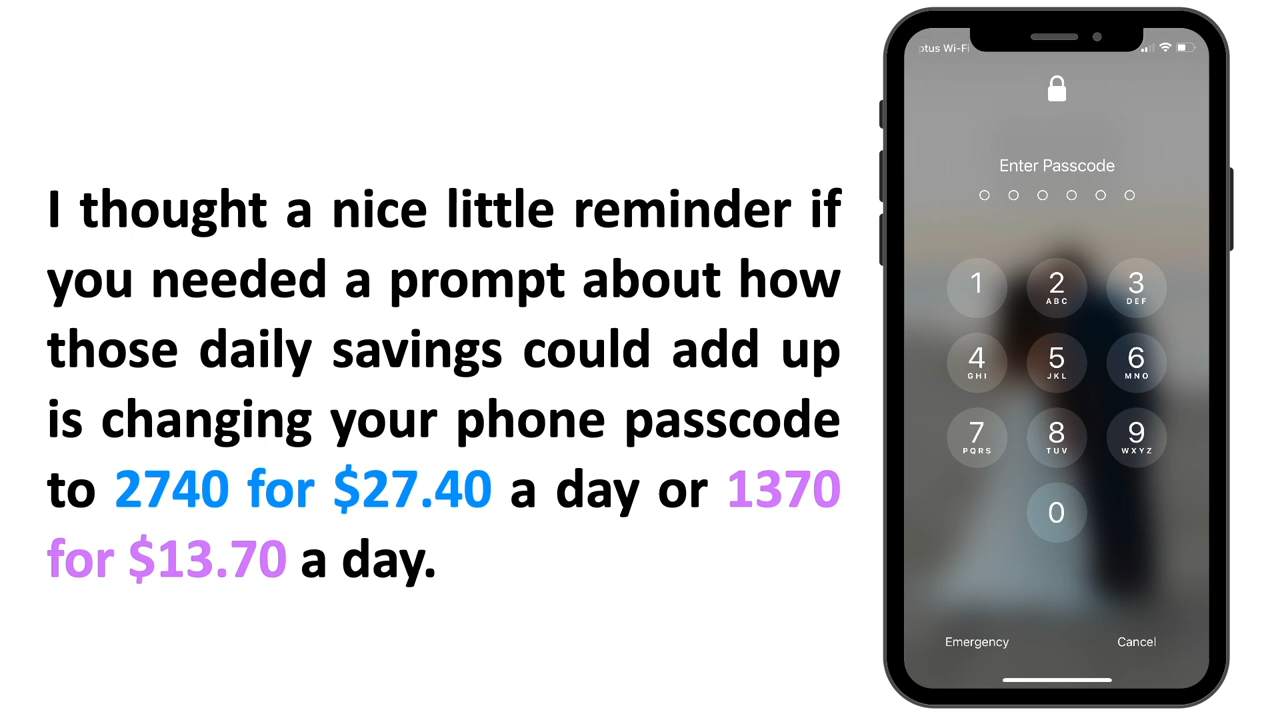 I thought a nice little reminder if
you needed a prompt about how
those daily savings could add up
is changing your phone passcode
to 2740 for $27.40 a day or 1370
for $13.70 a day.
ptus Wi-Fi
Enter Passcode
1 2 3
ABC DEF
4 5 6
GHI JKL MNO
7 8 9
PQRS TUV WXYZ
0
Emergency Cancel